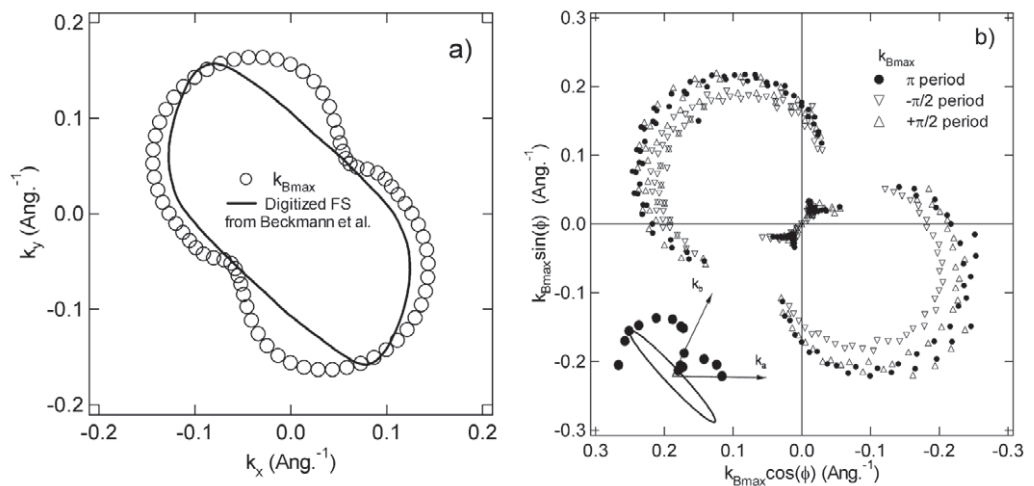 a)
0.2
0.1
0.0
-0.1
-0.2
k_y (Ang.⁻¹)
k_Bmax
Digitized FS
from Beckmann et al.
-0.2
-0.1
0.0
0.1
0.2
k_x (Ang.⁻¹)
b)
0.3
0.2
0.1
0.0
-0.1
-0.2
-0.3
k_Bmax sin(ϕ) (Ang.⁻¹)
k_Bmax
π period
-π/2 period
+π/2 period
k_b
k_a
0.3
0.2
0.1
0.0
-0.1
-0.2
-0.3
k_Bmax cos(ϕ) (Ang.⁻¹)